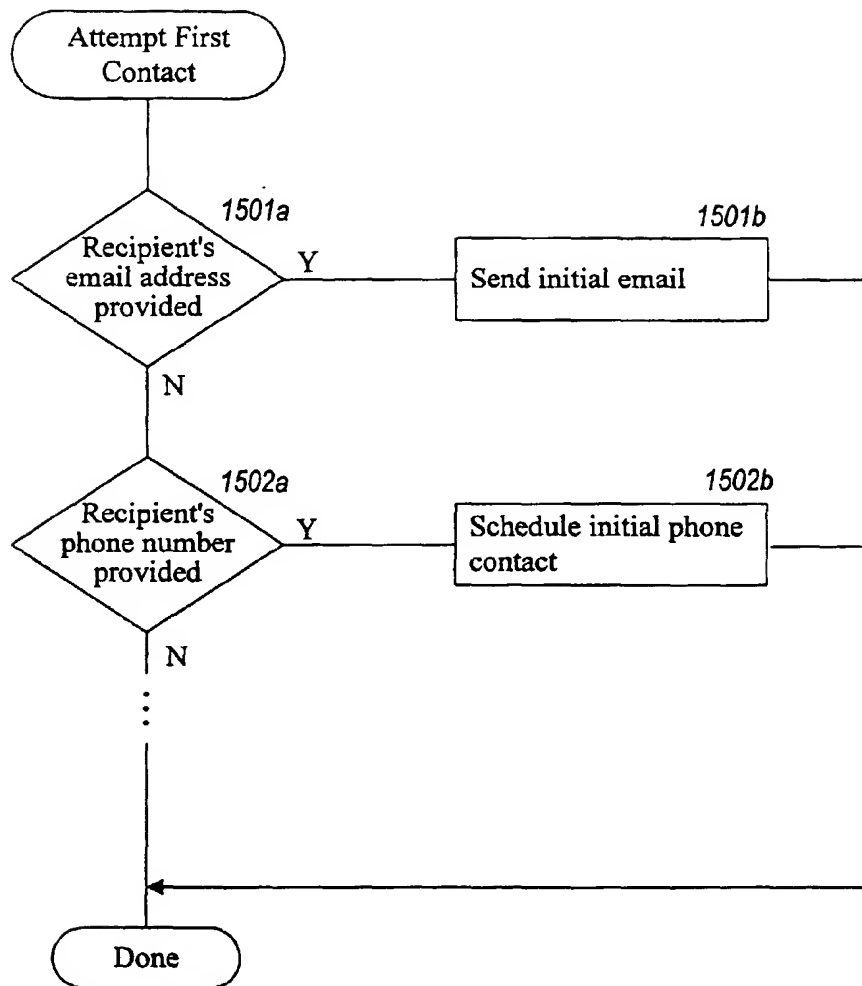 Attempt First
Contact
1501a
Recipient's
email address
provided
Y
1501b
Send initial email
N
1502a
Recipient's
phone number
provided
Y
1502b
Schedule initial phone
contact
N
Done